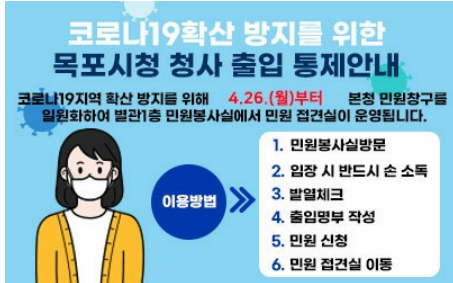 코로나19확산 방지를 위한
목포시청 청사 출입 통제안내
코로나19지역 확산 방지를 위해 4.26.(월)부터 본청 민원창구를
일원화하여 별관1층 민원봉사실에서 민원 접견실이 운영됩니다.
이용방법
1. 민원봉사실방문
2. 입장 시 반드시 손 소독
3. 발열체크
4. 출입명부 작성
5. 민원 신청
6. 민원 접견실 이동